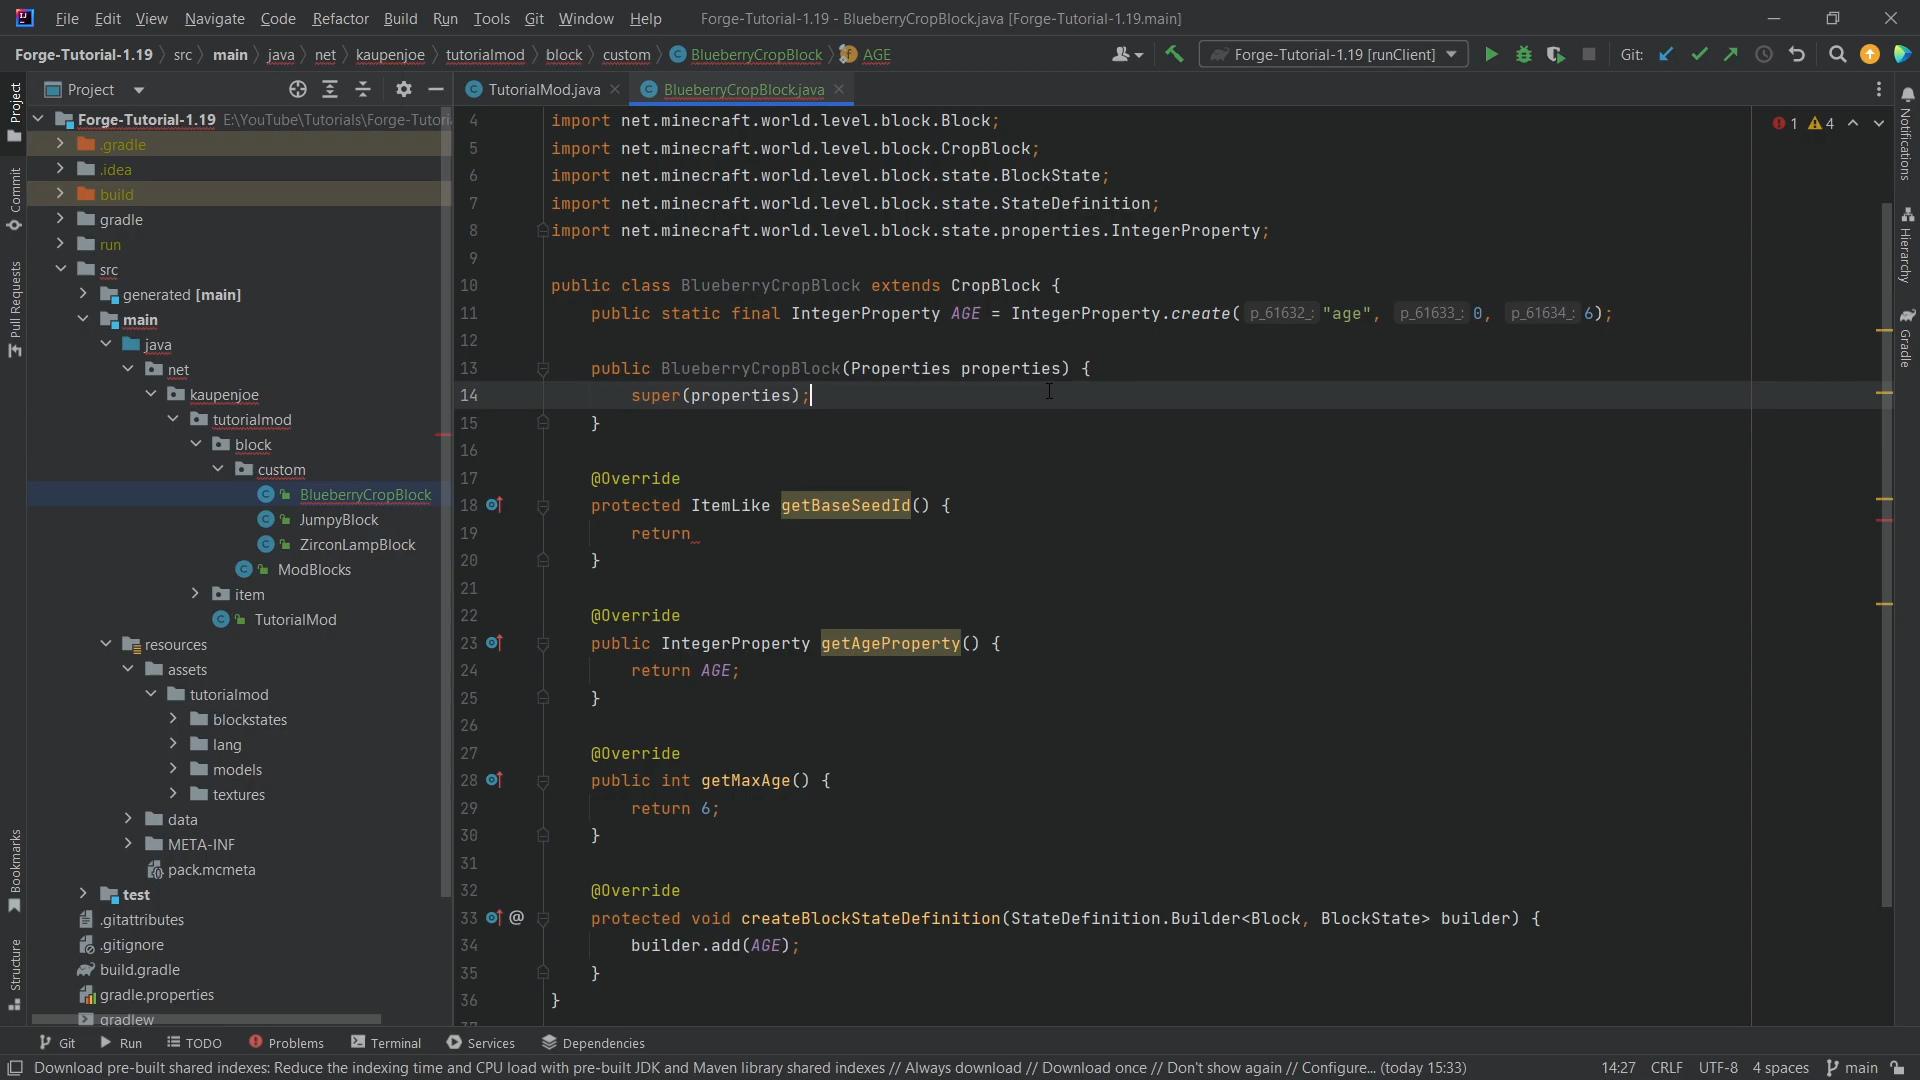 File Edit View Navigate Code Refactor Build Run Tools Git Window Help Forge-Tutorial-1.19 - BlueberryCropBlock.java [Forge-Tutorial-1.19.main]
Forge-Tutorial-1.19 src main java net kaupenjoe tutorialmod block custom BlueberryCropBlock AGE Forge-Tutorial-1.19 [runClient] Git:
Project TutorialMod.java BlueberryCropBlock.java
Project
Commit
Pull Requests
Bookmarks
Structure
Forge-Tutorial-1.19 E:\YouTube\Tutorials\Forge-Tutori
.gradle
.idea
build
gradle
run
src
generated [main]
main
java
net
kaupenjoe
tutorialmod
block
custom
BlueberryCropBlock
JumpyBlock
ZirconLampBlock
ModBlocks
item
TutorialMod
resources
assets
tutorialmod
blockstates
lang
models
textures
data
META-INF
pack.mcmeta
test
.gitattributes
.gitignore
build.gradle
gradle.properties
gradlew
4 import net.minecraft.world.level.block.Block;
5 import net.minecraft.world.level.block.CropBlock;
6 import net.minecraft.world.level.block.state.BlockState;
7 import net.minecraft.world.level.block.state.StateDefinition;
8 import net.minecraft.world.level.block.state.properties.IntegerProperty;
9
10 public class BlueberryCropBlock extends CropBlock {
11 public static final IntegerProperty AGE = IntegerProperty.create( p_61632_: "age", p_61633_: 0, p_61634_: 6);
12
13 public BlueberryCropBlock(Properties properties) {
14 super(properties);
15 }
16
17 @Override
18 protected ItemLike getBaseSeedId() {
19 return
20 }
21
22 @Override
23 public IntegerProperty getAgeProperty() {
24 return AGE;
25 }
26
27 @Override
28 public int getMaxAge() {
29 return 6;
30 }
31
32 @Override
33 @ protected void createBlockStateDefinition(StateDefinition.Builder<Block, BlockState> builder) {
34 builder.add(AGE);
35 }
36 }
37
1 4
Notifications
Hierarchy
Gradle
Git Run TODO Problems Terminal Services Dependencies
Download pre-built shared indexes: Reduce the indexing time and CPU load with pre-built JDK and Maven library shared indexes // Always download // Download once // Don't show again // Configure... (today 15:33) 14:27 CRLF UTF-8 4 spaces main